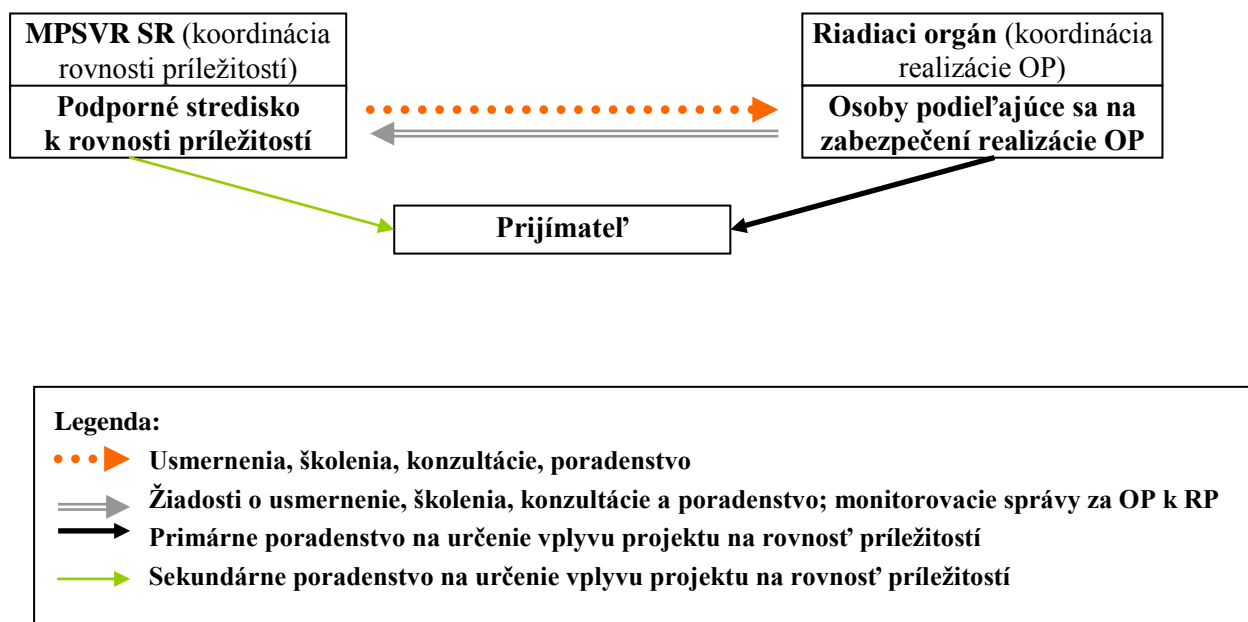 MPSVR SR (koordinácia
rovnosti príležitostí)
Podporné stredisko
k rovnosti príležitostí
Riadiaci orgán (koordinácia
realizácie OP)
Osoby podieľajúce sa na
zabezpečení realizácie OP
Prijímateľ
Legenda:
Usmernenia, školenia, konzultácie, poradenstvo
Žiadosti o usmernenie, školenia, konzultácie a poradenstvo; monitorovacie správy za OP k RP
Primárne poradenstvo na určenie vplyvu projektu na rovnosť príležitostí
Sekundárne poradenstvo na určenie vplyvu projektu na rovnosť príležitostí